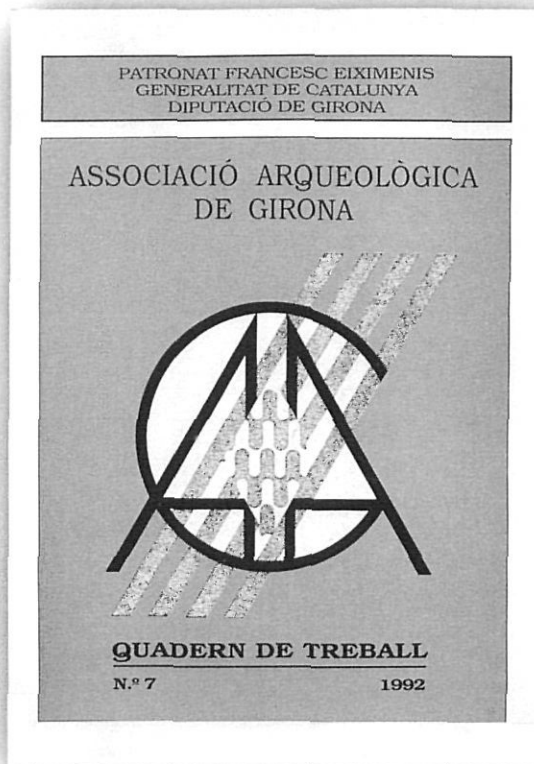 PATRONAT FRANCESC EIXIMENIS
GENERALITAT DE CATALUNYA
DIPUTACIÓ DE GIRONA
ASSOCIACIÓ ARQUEOLÒGICA
DE GIRONA
QUADERN DE TREBALL
N.º 7 1992